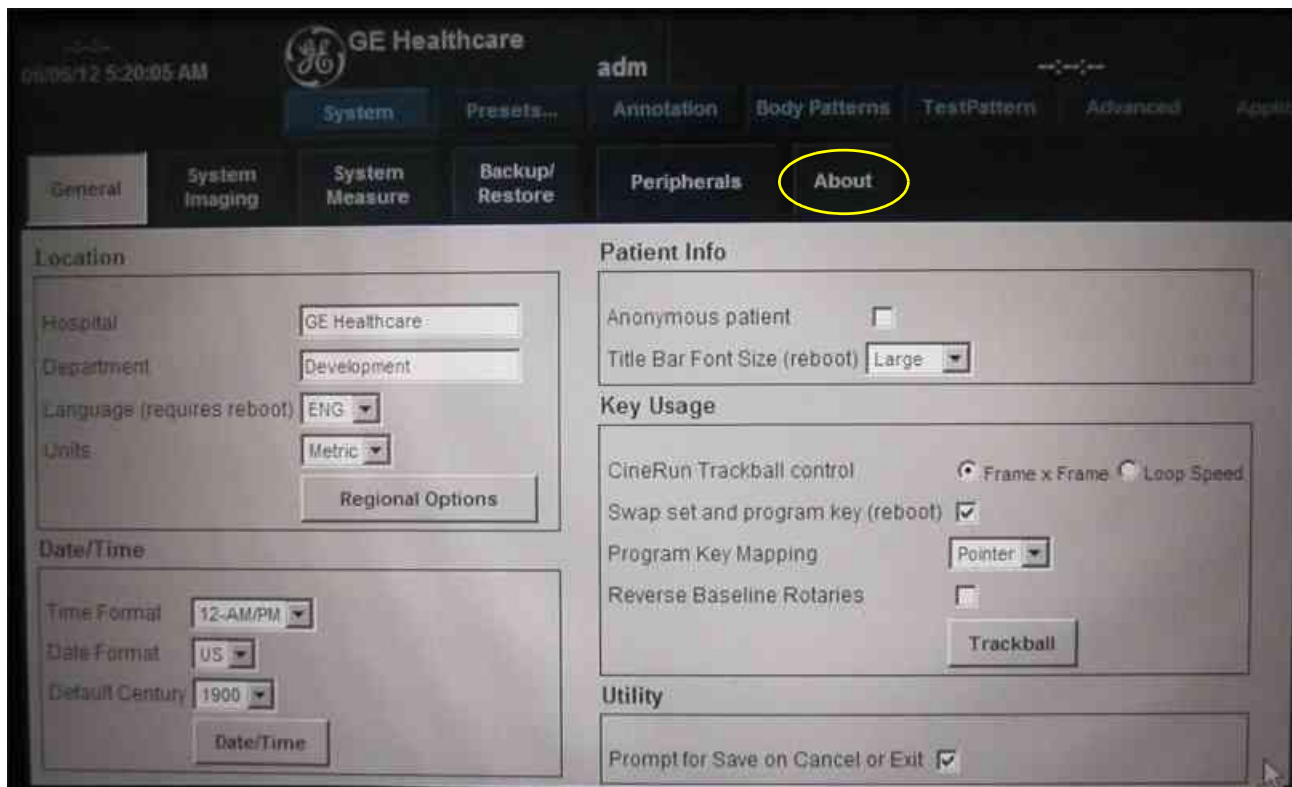 GE Healthcare
5:20:05 AM
adm
--:--:--
System Presets... Annotation Body Patterns TestPattern Advanced
General System Imaging System Measure Backup/ Restore Peripherals About
Location
Hospital GE Healthcare
Department Development
Language (requires reboot) ENG
Units Metric
Regional Options
Date/Time
Time Format 12-AM/PM
Date Format US
Default Century 1900
Date/Time
Patient Info
Anonymous patient
Title Bar Font Size (reboot) Large
Key Usage
CineRun Trackball control Frame x Frame Loop Speed
Swap set and program key (reboot)
Program Key Mapping Pointer
Reverse Baseline Rotaries
Trackball
Utility
Prompt for Save on Cancel or Exit